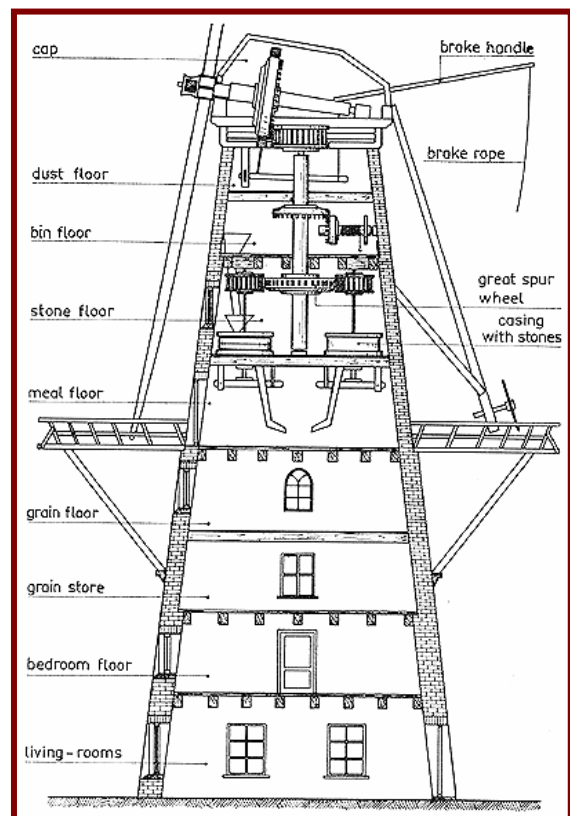 cap
brake handle
brake rope
dust floor
bin floor
great spur
wheel
stone floor
casing
with stones
meal floor
grain floor
grain store
bedroom floor
living-rooms